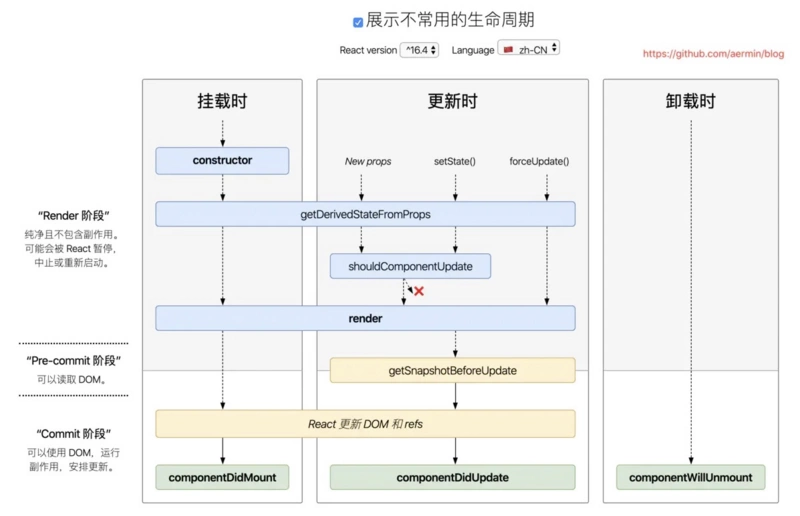 展示不常用的生命周期
React version ^16.4 Language zh-CN
https://github.com/aermin/blog
挂载时
更新时
卸载时
constructor
New props
setState()
forceUpdate()
“Render 阶段”
纯净且不包含副作用。
可能会被 React 暂停,
中止或重新启动。
getDerivedStateFromProps
shouldComponentUpdate
render
“Pre-commit 阶段”
可以读取 DOM。
getSnapshotBeforeUpdate
“Commit 阶段”
可以使用 DOM，运行
副作用，安排更新。
React 更新 DOM 和 refs
componentDidMount
componentDidUpdate
componentWillUnmount